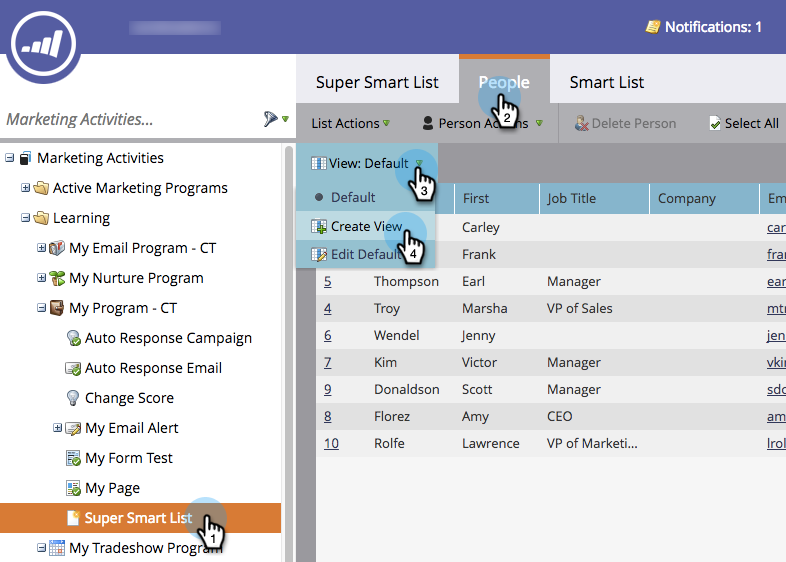 Notifications: 1
Super Smart List
People
Smart List
Marketing Activities...
List Actions
Person Actions
Delete Person
Select All
2
Marketing Activities
Active Marketing Programs
Learning
My Email Program - CT
My Nurture Program
My Program - CT
Auto Response Campaign
Auto Response Email
Change Score
My Email Alert
My Form Test
My Page
Super Smart List
1
My Tradeshow Program
View: Default
3
Default
Create View
4
Edit Default
First Job Title Company Em
Carley car
Frank fra
5 Thompson Earl Manager ear
4 Troy Marsha VP of Sales mtr
6 Wendel Jenny jen
7 Kim Victor Manager vki
9 Donaldson Scott Manager sdo
8 Florez Amy CEO am
10 Rolfe Lawrence VP of Marketi... lrol